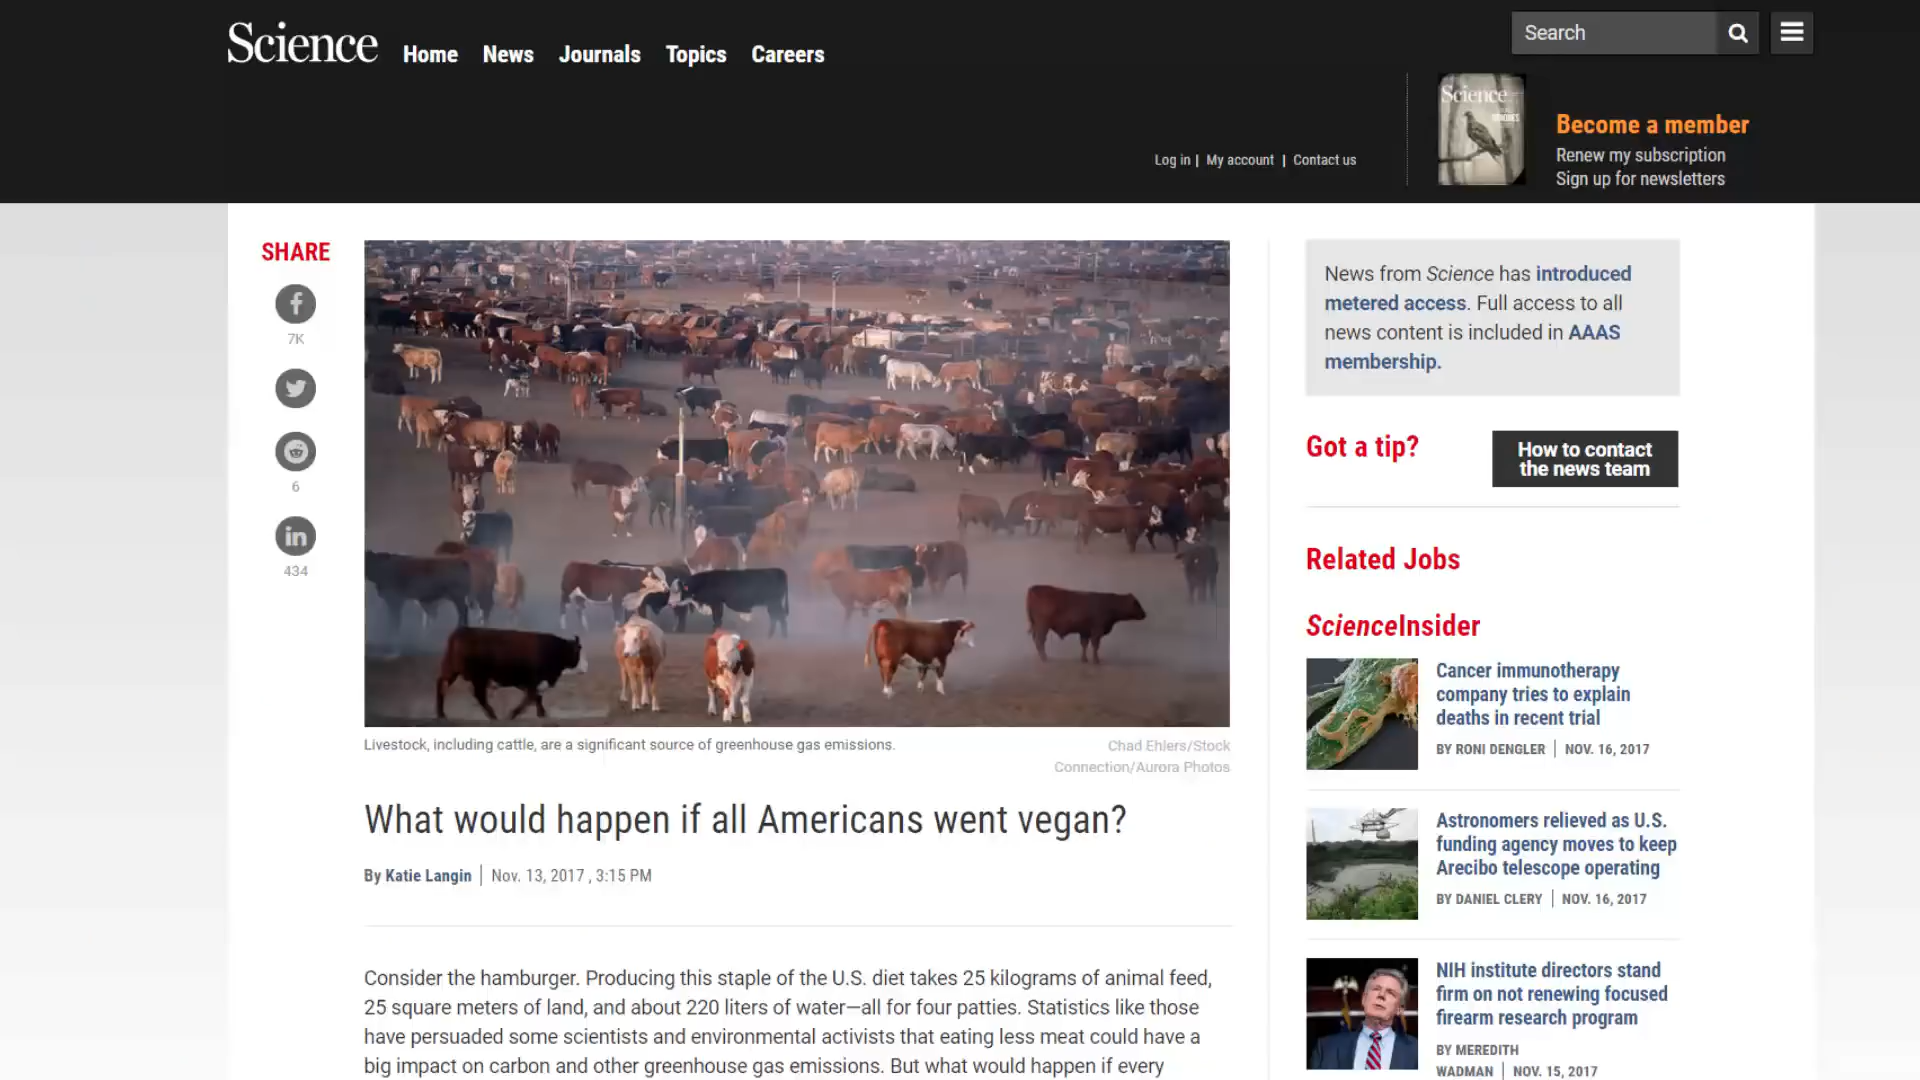 Science
Home
News
Journals
Topics
Careers
Search
Log in | My account | Contact us
Science
Become a member
Renew my subscription
Sign up for newsletters
SHARE
7K
6
434
Livestock, including cattle, are a significant source of greenhouse gas emissions.
Chad Ehlers/Stock
Connection/Aurora Photos
What would happen if all Americans went vegan?
By Katie Langin | Nov. 13, 2017 , 3:15 PM
Consider the hamburger. Producing this staple of the U.S. diet takes 25 kilograms of animal feed,
25 square meters of land, and about 220 liters of water—all for four patties. Statistics like those
have persuaded some scientists and environmental activists that eating less meat could have a
big impact on carbon and other greenhouse gas emissions. But what would happen if every
News from Science has introduced
metered access. Full access to all
news content is included in AAAS
membership.
Got a tip?
How to contact
the news team
Related Jobs
ScienceInsider
Cancer immunotherapy
company tries to explain
deaths in recent trial
BY RONI DENGLER | NOV. 16, 2017
Astronomers relieved as U.S.
funding agency moves to keep
Arecibo telescope operating
BY DANIEL CLERY | NOV. 16, 2017
NIH institute directors stand
firm on not renewing focused
firearm research program
BY MEREDITH
WADMAN | NOV. 15, 2017